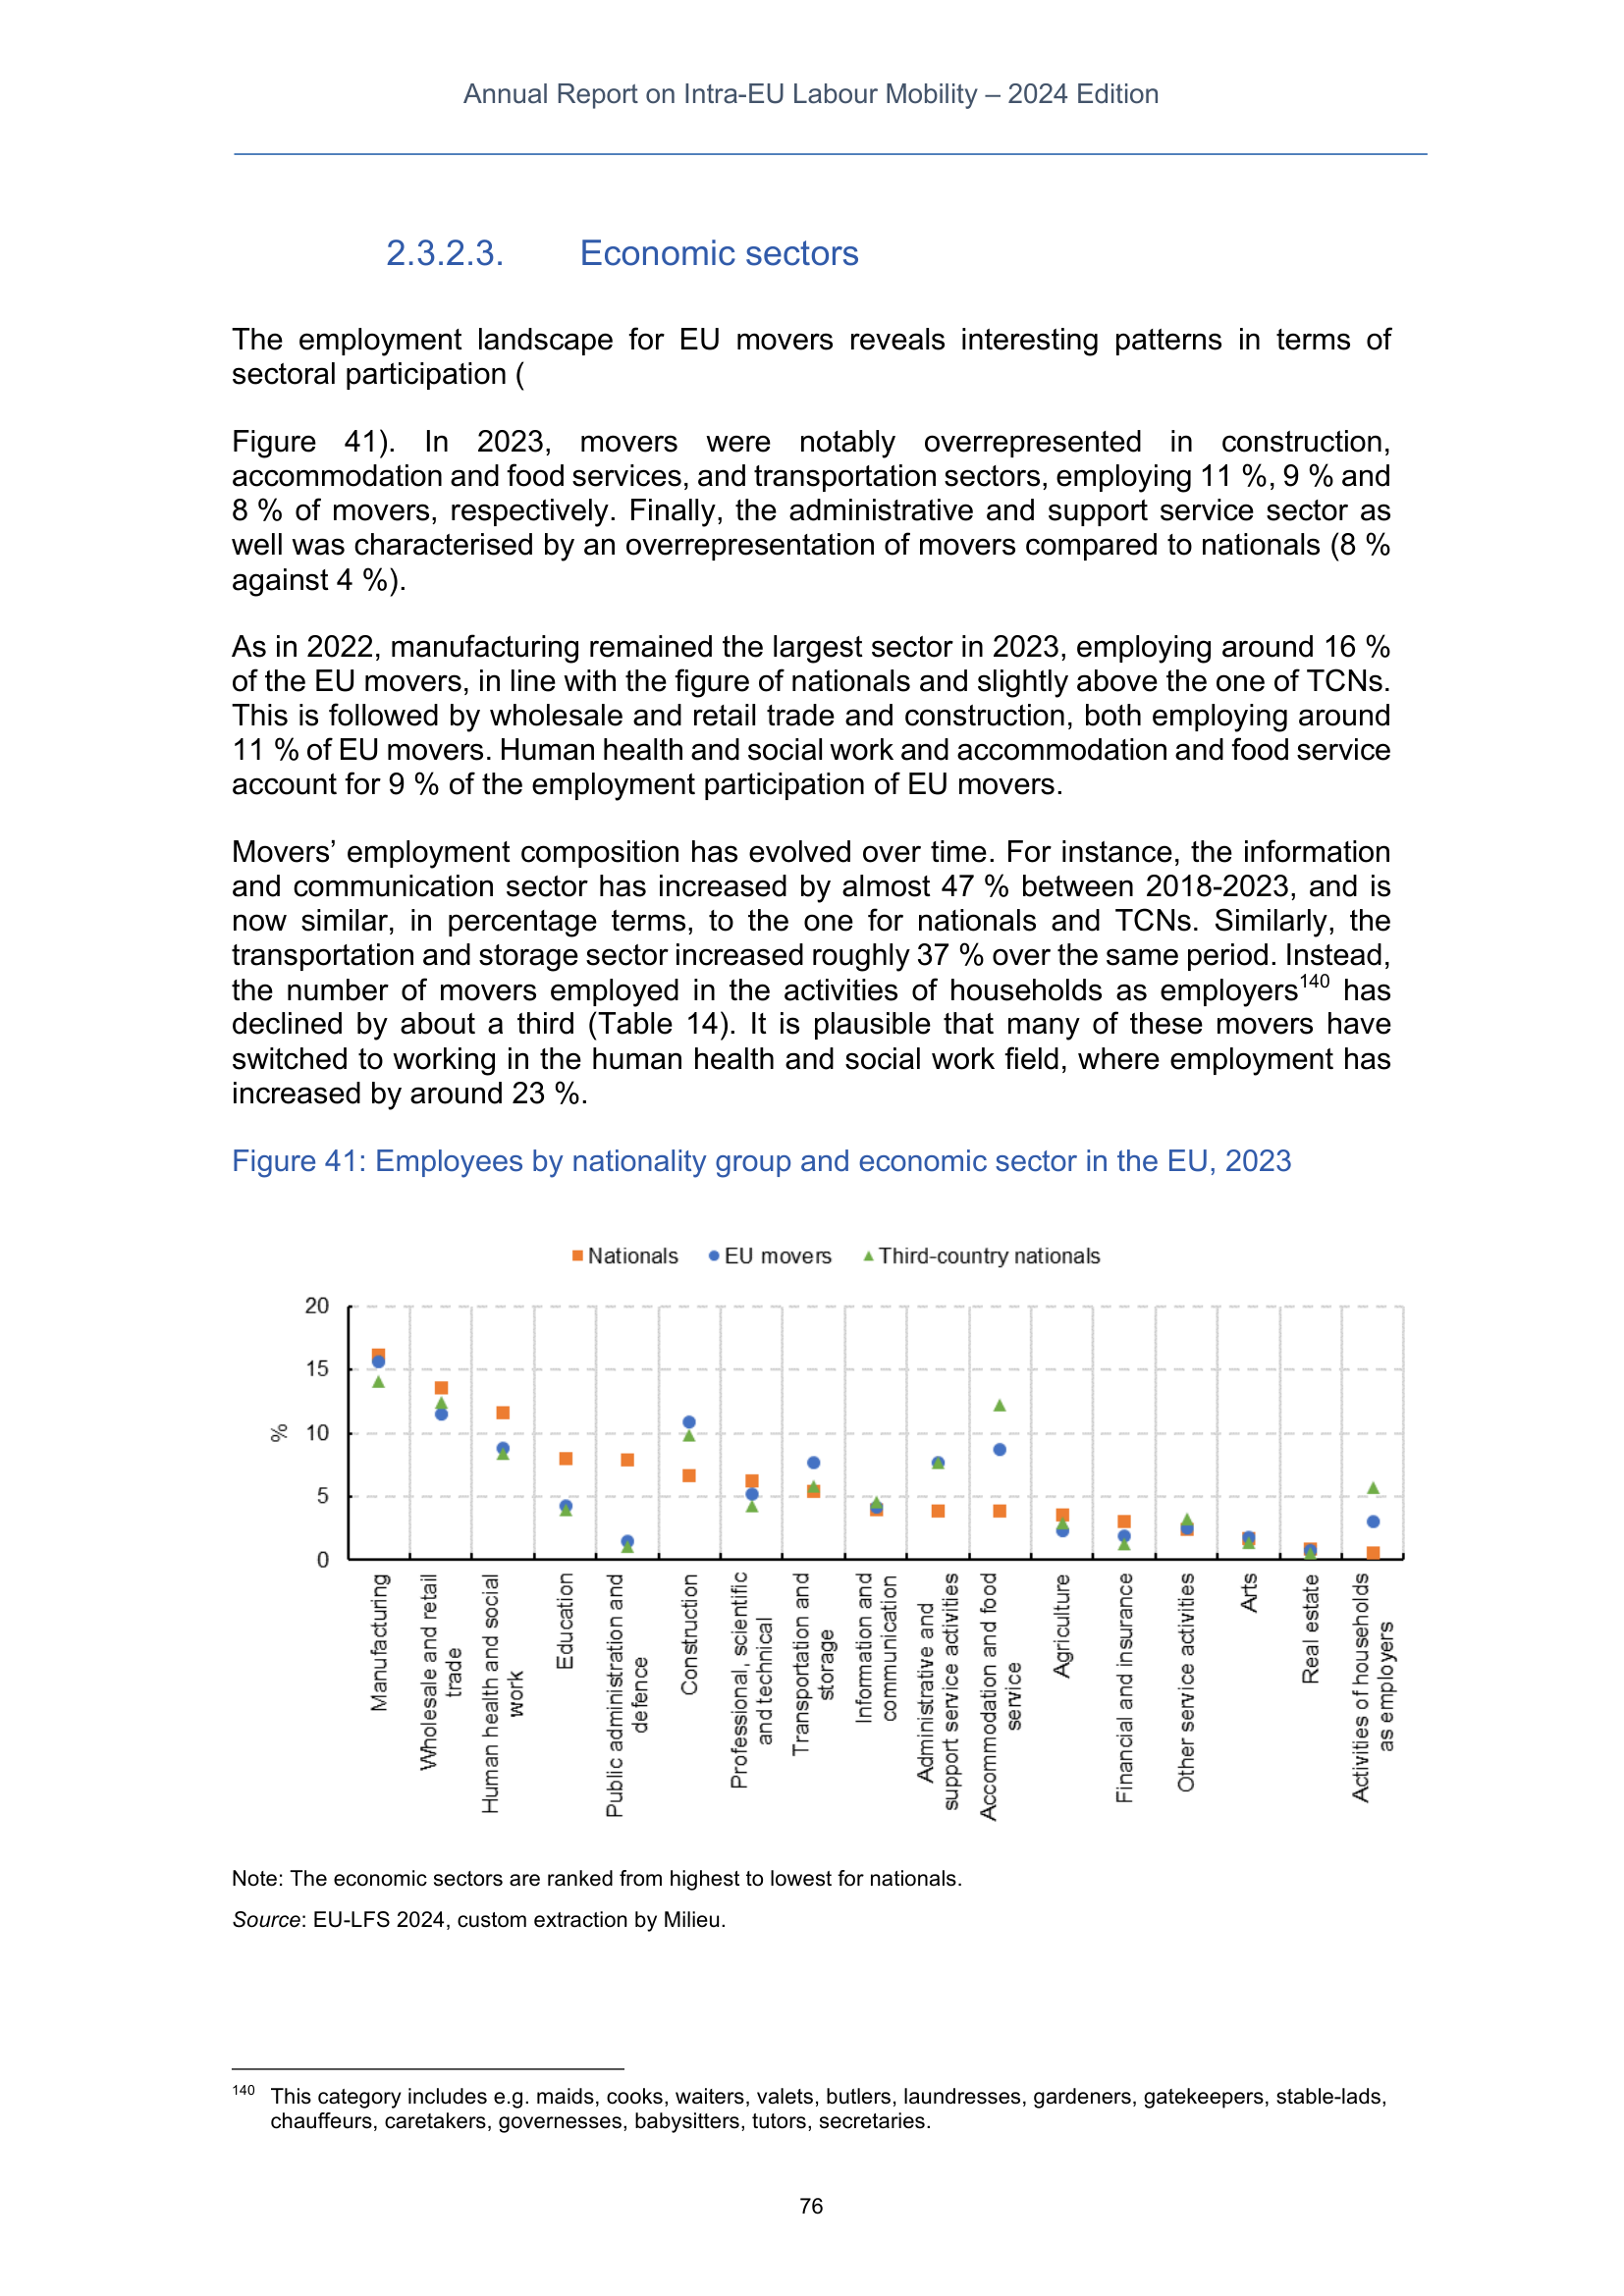 Annual Report on Intra-EU Labour Mobility – 2024 Edition
2.3.2.3. Economic sectors
The employment landscape for EU movers reveals interesting patterns in terms of
sectoral participation (
Figure 41). In 2023, movers were notably overrepresented in construction,
accommodation and food services, and transportation sectors, employing 11 %, 9 % and
8 % of movers, respectively. Finally, the administrative and support service sector as
well was characterised by an overrepresentation of movers compared to nationals (8 %
against 4 %).
As in 2022, manufacturing remained the largest sector in 2023, employing around 16 %
of the EU movers, in line with the figure of nationals and slightly above the one of TCNs.
This is followed by wholesale and retail trade and construction, both employing around
11 % of EU movers. Human health and social work and accommodation and food service
account for 9 % of the employment participation of EU movers.
Movers’ employment composition has evolved over time. For instance, the information
and communication sector has increased by almost 47 % between 2018-2023, and is
now similar, in percentage terms, to the one for nationals and TCNs. Similarly, the
transportation and storage sector increased roughly 37 % over the same period. Instead,
the number of movers employed in the activities of households as employers140 has
declined by about a third (Table 14). It is plausible that many of these movers have
switched to working in the human health and social work field, where employment has
increased by around 23 %.
Figure 41: Employees by nationality group and economic sector in the EU, 2023
Nationals EU movers Third-country nationals
20
15
10
5
0
%
Manufacturing
Wholesale and retail
trade
Human health and social
work
Education
Public administration and
defence
Construction
Professional, scientific
and technical
Transportation and
storage
Information and
communication
Administrative and
support service activities
Accommodation and food
service
Agriculture
Financial and insurance
Other service activities
Arts
Real estate
Activities of households
as employers
Note: The economic sectors are ranked from highest to lowest for nationals.
Source: EU-LFS 2024, custom extraction by Milieu.
140 This category includes e.g. maids, cooks, waiters, valets, butlers, laundresses, gardeners, gatekeepers, stable-lads,
chauffeurs, caretakers, governesses, babysitters, tutors, secretaries.
76